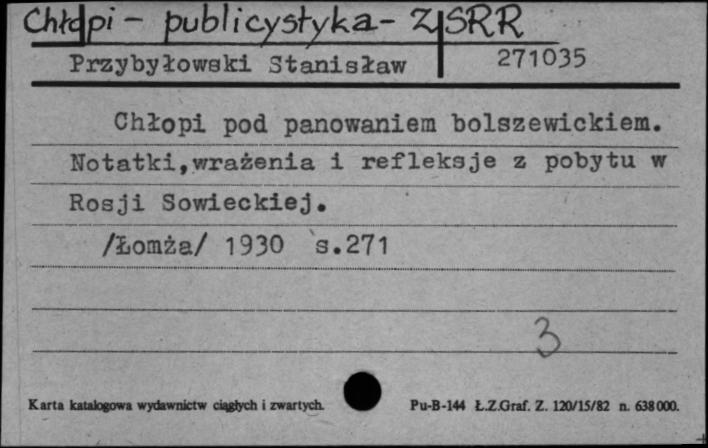 Chłopi - publicystyka - ZSRR
Przybyłowski Stanisław 271035
Chłopi pod panowaniem bolszewickiem.
Notatki,wrażenia i refleksje z pobytu w
Rosji Sowieckiej.
/Łomża/ 1930 s.271
3
Karta katalogowa wydawnictw ciągłych i zwartych. Pu-B-144 Ł.Z.Graf. Z. 120/15/82 n. 638000.